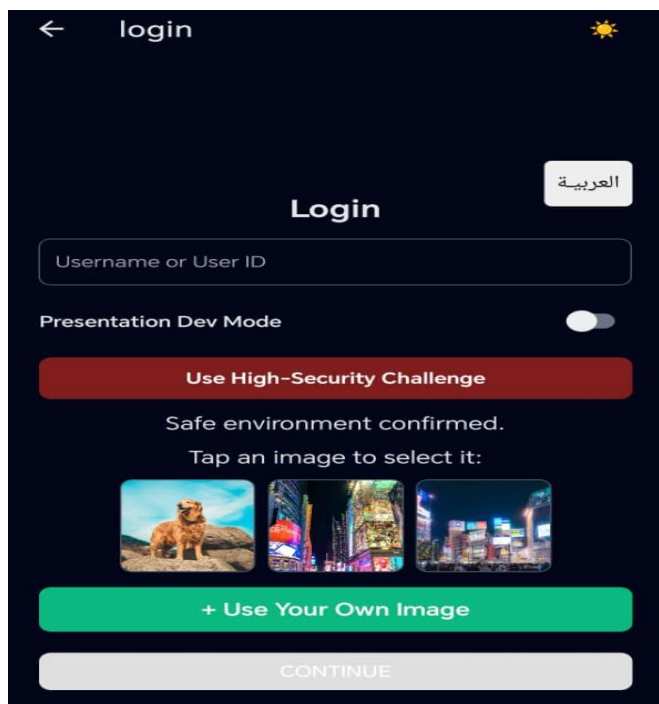 login
العربية
Login
Username or User ID
Presentation Dev Mode
Use High-Security Challenge
Safe environment confirmed.
Tap an image to select it:
+ Use Your Own Image
CONTINUE